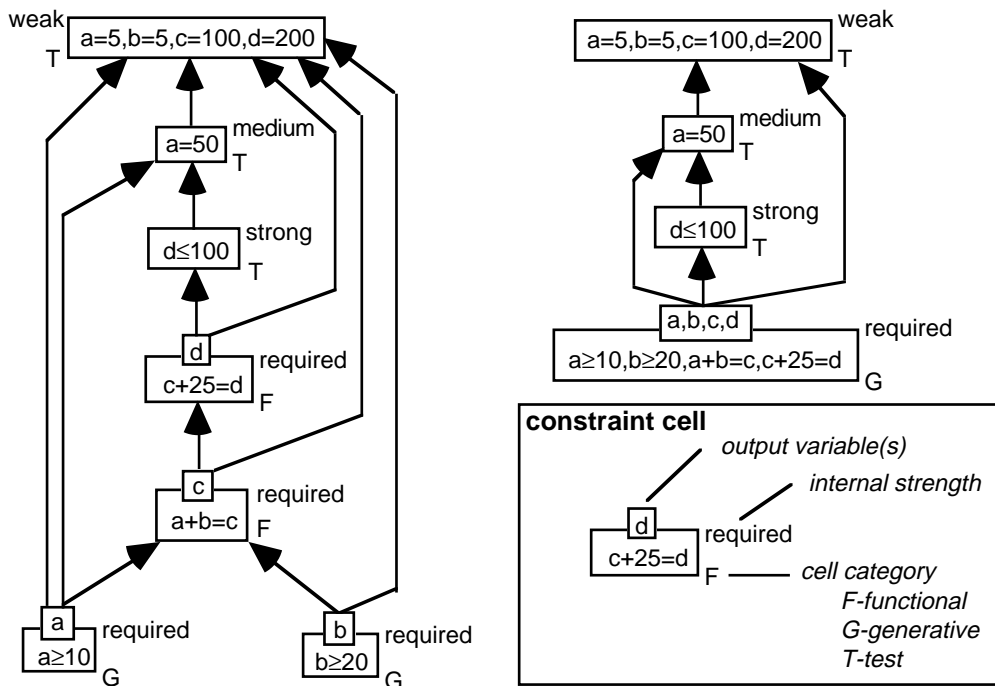 weak
a=5,b=5,c=100,d=200
T
medium
a=50
T
strong
d≤100
T
d
required
c+25=d
F
c
required
a+b=c
F
a
required
a≥10
G
b
required
b≥20
G
weak
a=5,b=5,c=100,d=200
T
medium
a=50
T
strong
d≤100
T
a,b,c,d
required
a≥10,b≥20,a+b=c,c+25=d
G
constraint cell
output variable(s)
internal strength
d
required
c+25=d
F
cell category
F-functional
G-generative
T-test